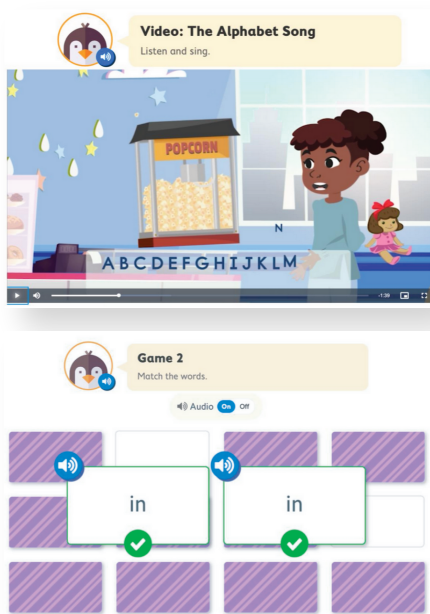 Video: The Alphabet Song
Listen and sing.
POPCORN
N
ABCDEFGHIJKLM
-1:39
Game 2
Match the words.
Audio On Off
in in